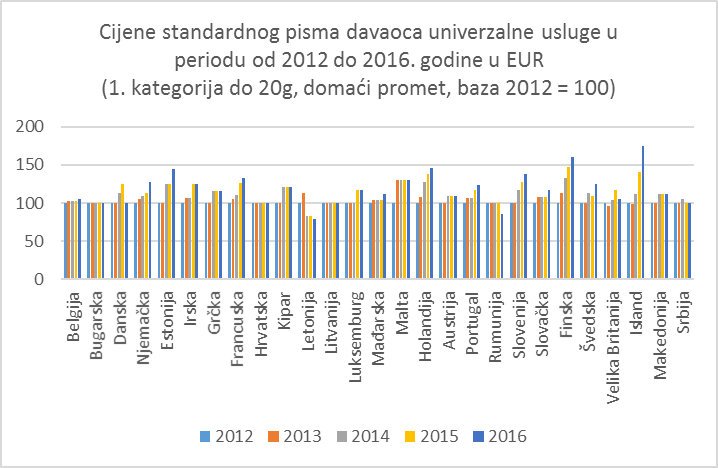 Cijene standardnog pisma davaoca univerzalne usluge u
periodu od 2012 do 2016. godine u EUR
(1. kategorija do 20g, domaći promet, baza 2012 = 100)
200
150
100
50
0
Belgija
Bugarska
Danska
Njemačka
Estonija
Irska
Grčka
Francuska
Hrvatska
Kipar
Letonija
Litvanija
Luksemburg
Mađarska
Malta
Holandija
Austrija
Portugal
Rumunija
Slovenija
Slovačka
Finska
Švedska
Velika Britanija
Island
Makedonija
Srbija
2012 2013 2014 2015 2016